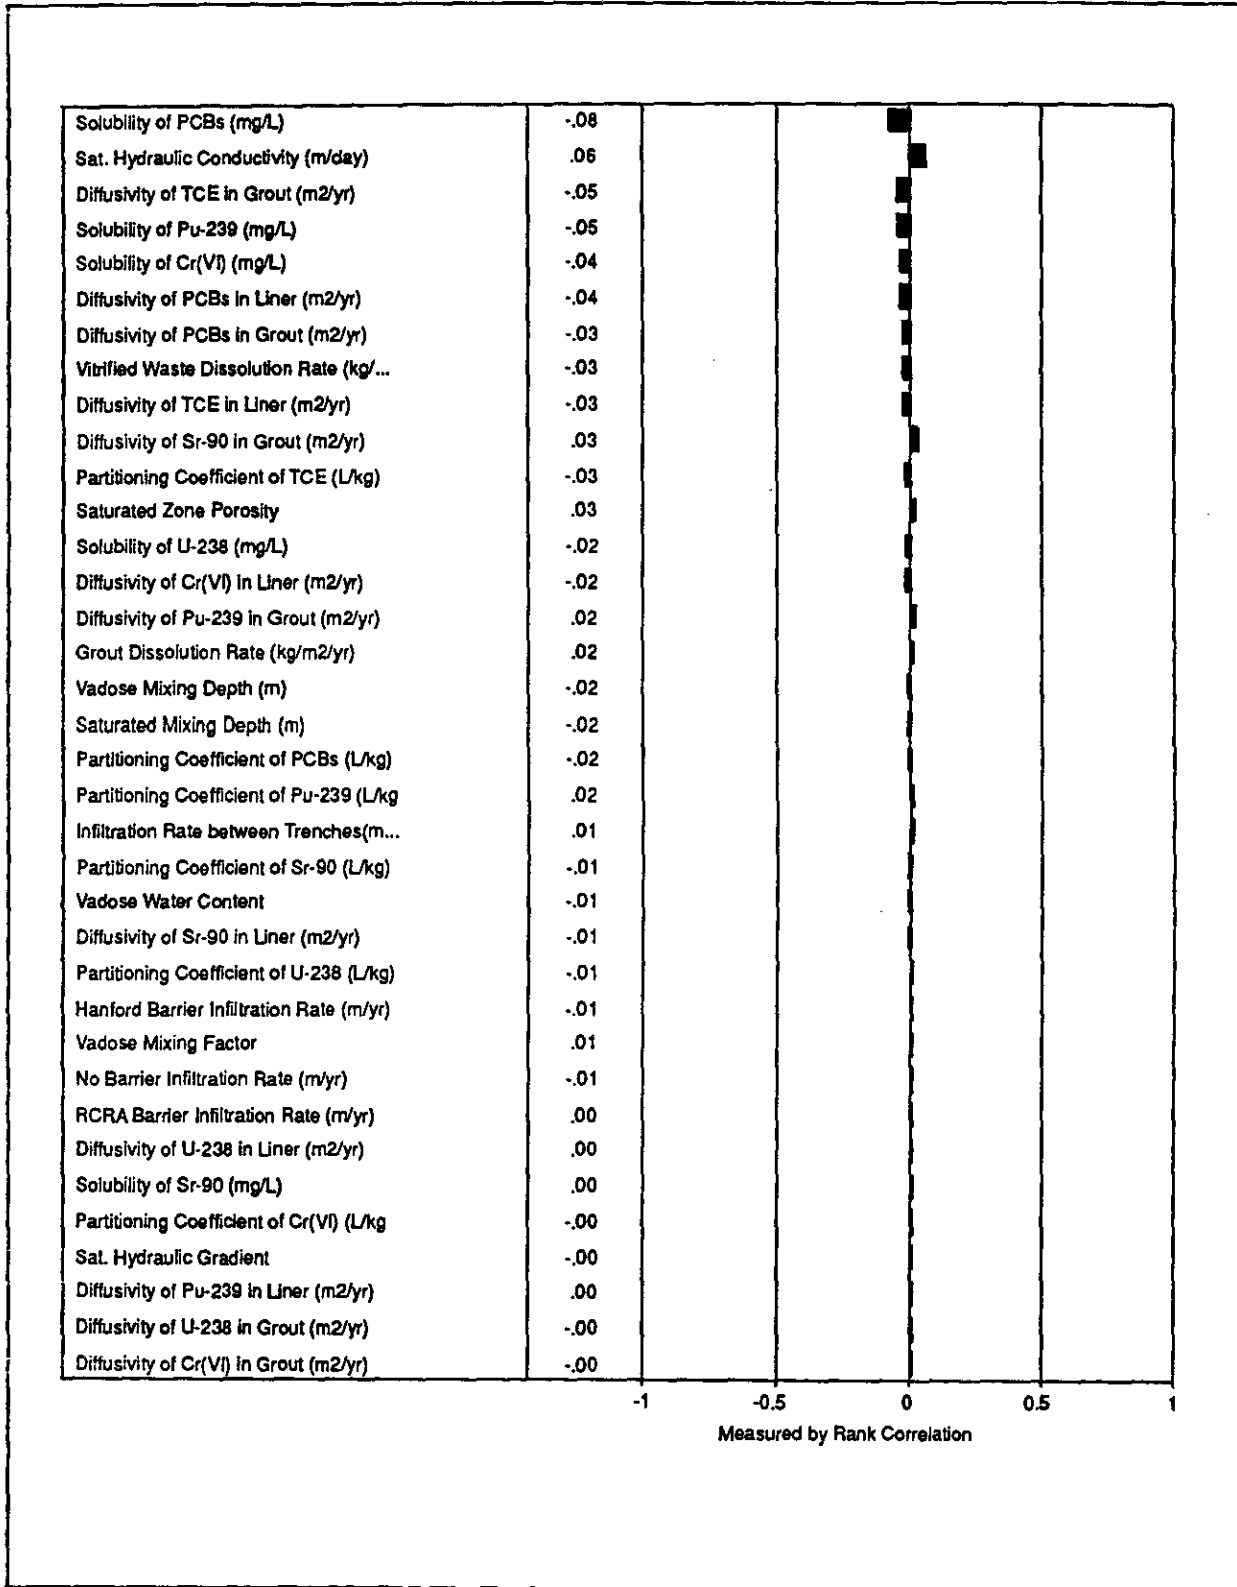 Solubility of PCBs (mg/L) -.08
Sat. Hydraulic Conductivity (m/day) .06
Diffusivity of TCE in Grout (m2/yr) -.05
Solubility of Pu-239 (mg/L) -.05
Solubility of Cr(VI) (mg/L) -.04
Diffusivity of PCBs in Liner (m2/yr) -.04
Diffusivity of PCBs in Grout (m2/yr) -.03
Vitrified Waste Dissolution Rate (kg/... -.03
Diffusivity of TCE in Liner (m2/yr) -.03
Diffusivity of Sr-90 in Grout (m2/yr) .03
Partitioning Coefficient of TCE (L/kg) -.03
Saturated Zone Porosity .03
Solubility of U-238 (mg/L) -.02
Diffusivity of Cr(VI) in Liner (m2/yr) -.02
Diffusivity of Pu-239 in Grout (m2/yr) .02
Grout Dissolution Rate (kg/m2/yr) .02
Vadose Mixing Depth (m) -.02
Saturated Mixing Depth (m) -.02
Partitioning Coefficient of PCBs (L/kg) -.02
Partitioning Coefficient of Pu-239 (L/kg .02
Infiltration Rate between Trenches(m... .01
Partitioning Coefficient of Sr-90 (L/kg) -.01
Vadose Water Content -.01
Diffusivity of Sr-90 in Liner (m2/yr) -.01
Partitioning Coefficient of U-238 (L/kg) -.01
Hanford Barrier Infiltration Rate (m/yr) -.01
Vadose Mixing Factor .01
No Barrier Infiltration Rate (m/yr) -.01
RCRA Barrier Infiltration Rate (m/yr) .00
Diffusivity of U-238 in Liner (m2/yr) .00
Solubility of Sr-90 (mg/L) .00
Partitioning Coefficient of Cr(VI) (L/kg -.00
Sat. Hydraulic Gradient -.00
Diffusivity of Pu-239 in Liner (m2/yr) .00
Diffusivity of U-238 in Grout (m2/yr) -.00
Diffusivity of Cr(VI) in Grout (m2/yr) -.00
-1 -0.5 0 0.5 1
Measured by Rank Correlation